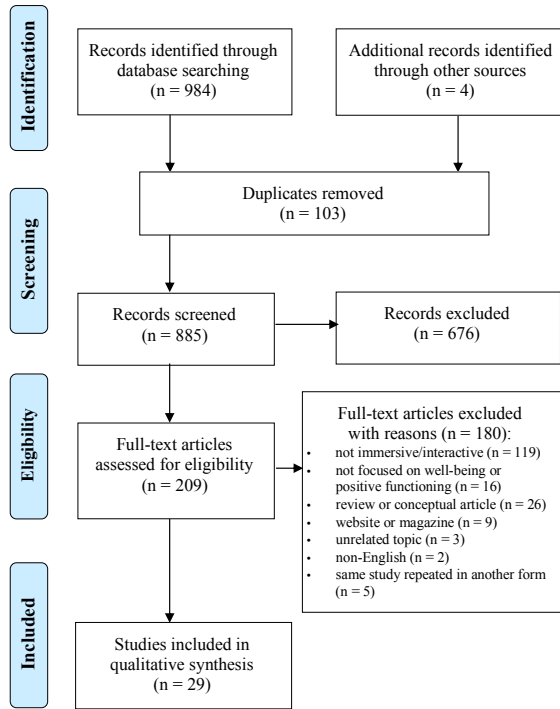 Identification
Records identified through
database searching
(n = 984)
Additional records identified
through other sources
(n = 4)
Duplicates removed
(n = 103)
Screening
Records screened
(n = 885)
Records excluded
(n = 676)
Eligibility
Full-text articles
assessed for eligibility
(n = 209)
Full-text articles excluded
with reasons (n = 180):
• not immersive/interactive (n = 119)
• not focused on well-being or
positive functioning (n = 16)
• review or conceptual article (n = 26)
• website or magazine (n = 9)
• unrelated topic (n = 3)
• non-English (n = 2)
• same study repeated in another form
(n = 5)
Included
Studies included in
qualitative synthesis
(n = 29)